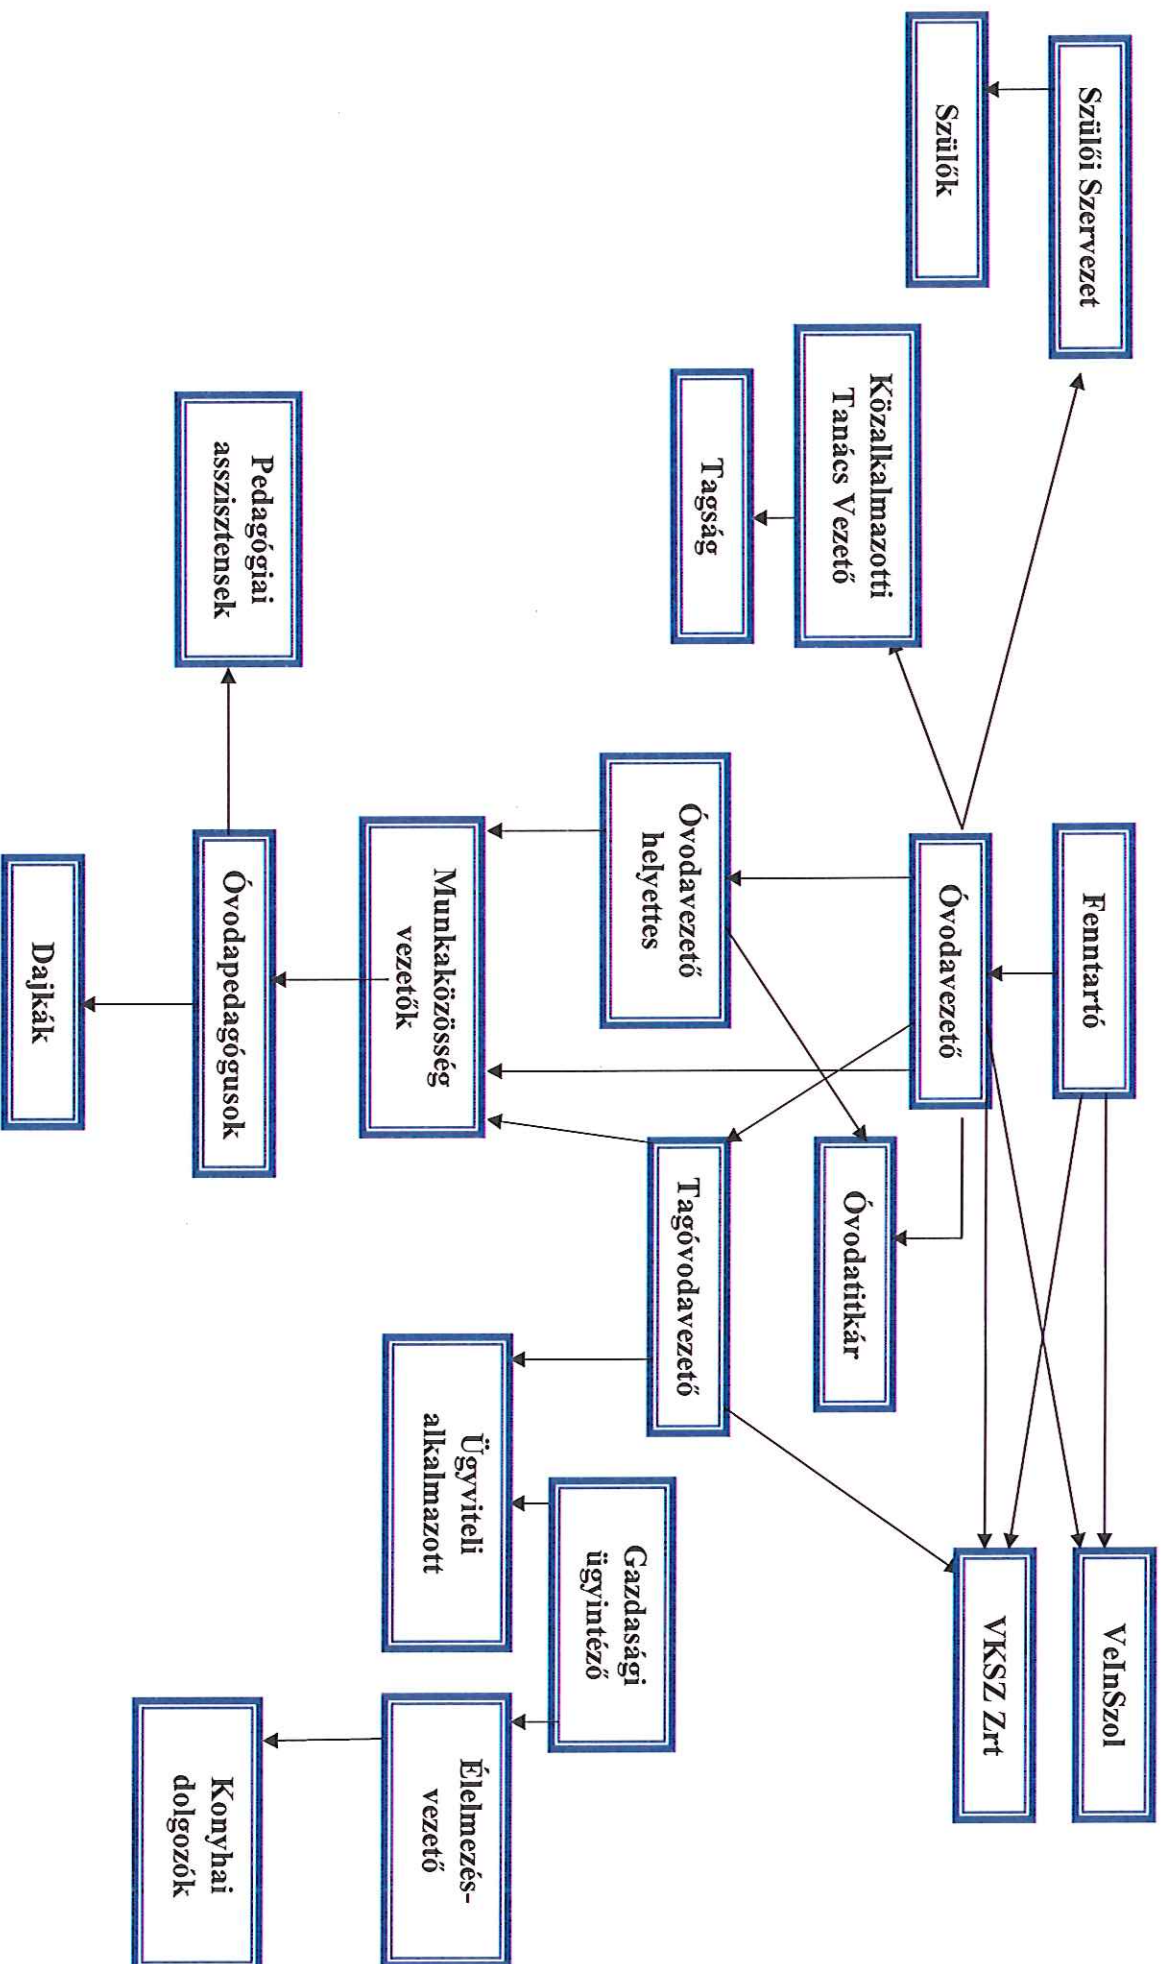 Fenntartó
VeInSzol
Szülői Szervezet
Óvodavezető
VKSZ Zrt
Szülők
Közalkalmazotti
Tanács Vezető
Óvodatitkár
Tagság
Óvodavezető
helyettes
Tagóvodavezető
Gazdasági
ügyintéző
Munkaközösség
vezetők
Ügyviteli
alkalmazott
Élelmezés-
vezető
Pedagógiai
asszisztensek
Óvodapedagógusok
Konyhai
dolgozók
Dajkák